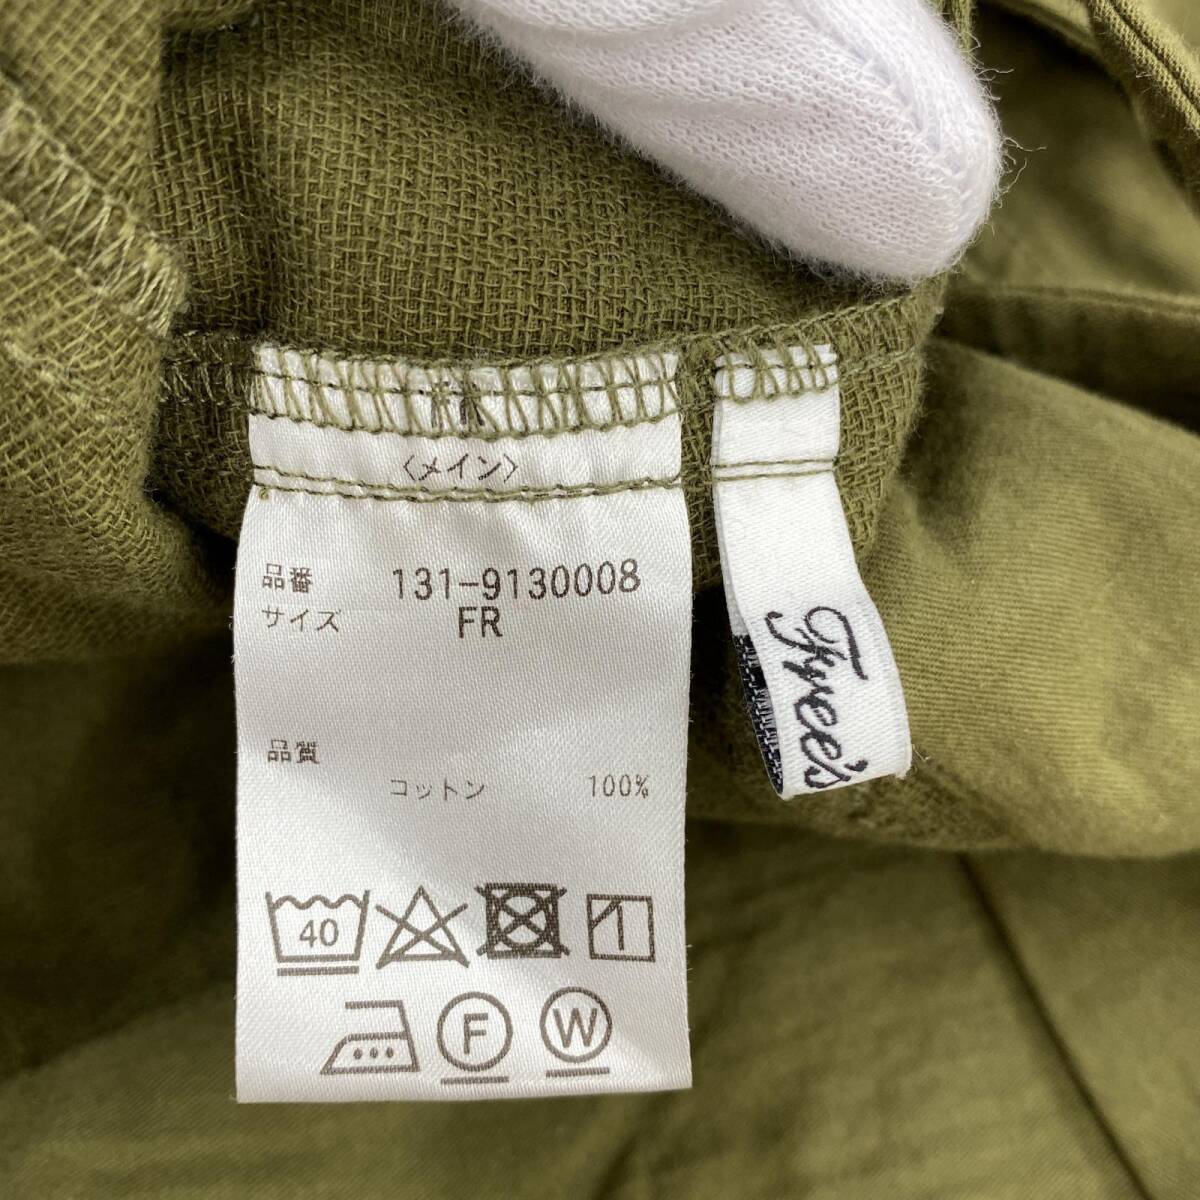 〈メイン〉
品番 131-9130008
サイズ FR
品質
コットン 100%
40
F W